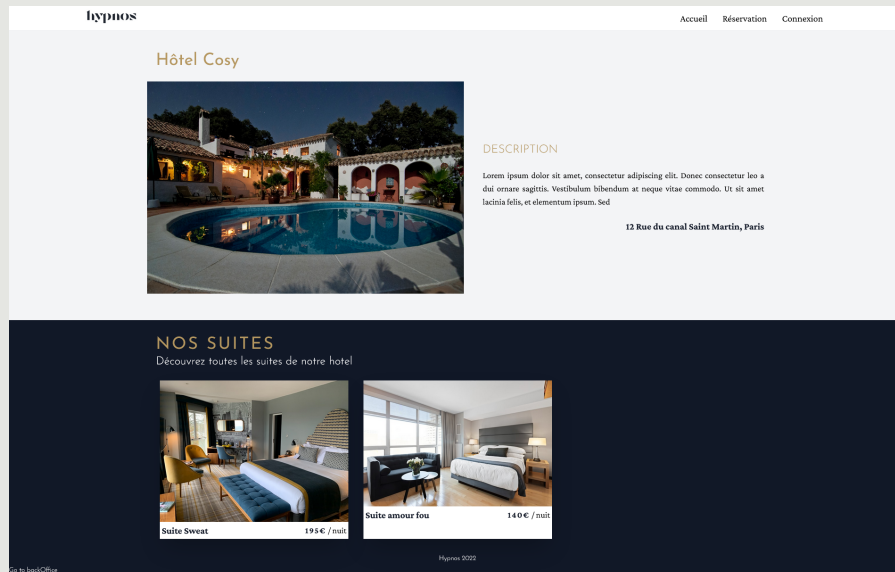 hypnos
Accueil Réservation Connexion
Hôtel Cosy
DESCRIPTION
Lorem ipsum dolor sit amet, consectetur adipiscing elit. Donec consectetur leo a
dui ornare sagittis. Vestibulum bibendum at neque vitae commodo. Ut sit amet
lacinia felis, et elementum ipsum. Sed
12 Rue du canal Saint Martin, Paris
NOS SUITES
Découvrez toutes les suites de notre hotel
Suite Sweat 195€ / nuit
Suite amour fou 140€ / nuit
Hypnos 2022
Go to backOffice